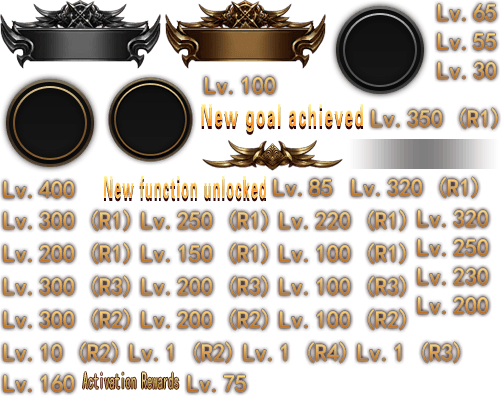 Lv. 65
Lv. 55
Lv. 30
Lv. 100
New goal achieved Lv. 350 (R1)
Lv. 400 New function unlocked Lv. 85 Lv. 320 (R1)
Lv. 300 (R1) Lv. 250 (R1) Lv. 220 (R1) Lv. 320
Lv. 200 (R1) Lv. 150 (R1) Lv. 100 (R1) Lv. 250
Lv. 300 (R3) Lv. 200 (R3) Lv. 100 (R3) Lv. 230
Lv. 300 (R2) Lv. 200 (R2) Lv. 100 (R2) Lv. 200
Lv. 10 (R2) Lv. 1 (R2) Lv. 1 (R4) Lv. 1 (R3)
Lv. 160 Activation Rewards Lv. 75